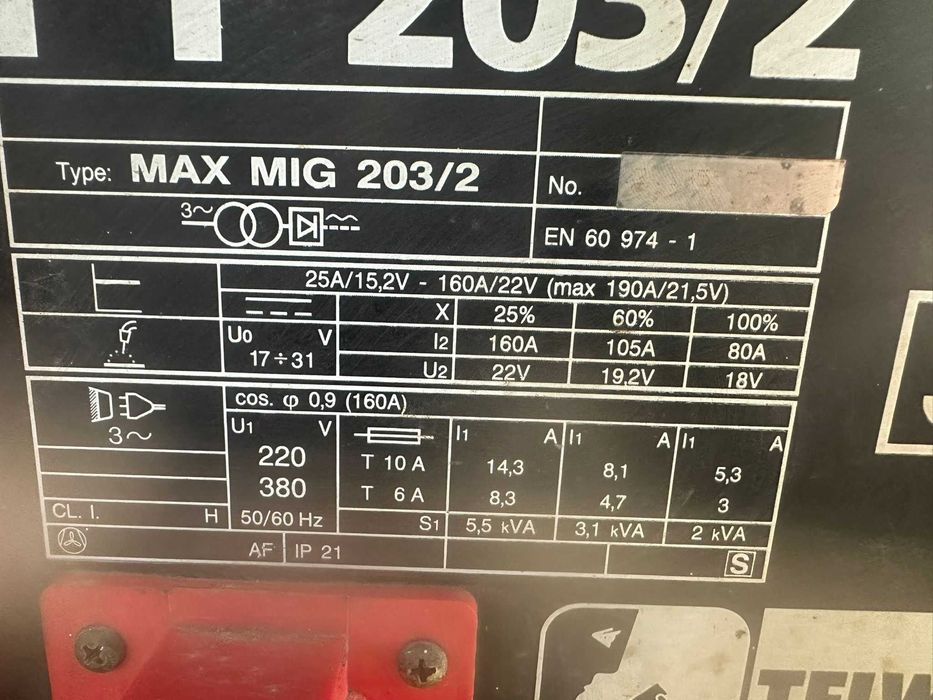 203/2
Type: MAX MIG 203/2
No.
3~
EN 60 974 - 1
25A/15,2V - 160A/22V (max 190A/21,5V)
X 25% 60% 100%
U0 V
17÷31
I2 160A 105A 80A
U2 22V 19,2V 18V
3~
cos. φ 0,9 (160A)
U1 V
I1 A I1 A I1 A
220 T 10 A 14,3 8,1 5,3
380 T 6 A 8,3 4,7 3
CL. I. H 50/60 Hz S1 5,5 kVA 3,1 kVA 2 kVA
AF IP 21 S